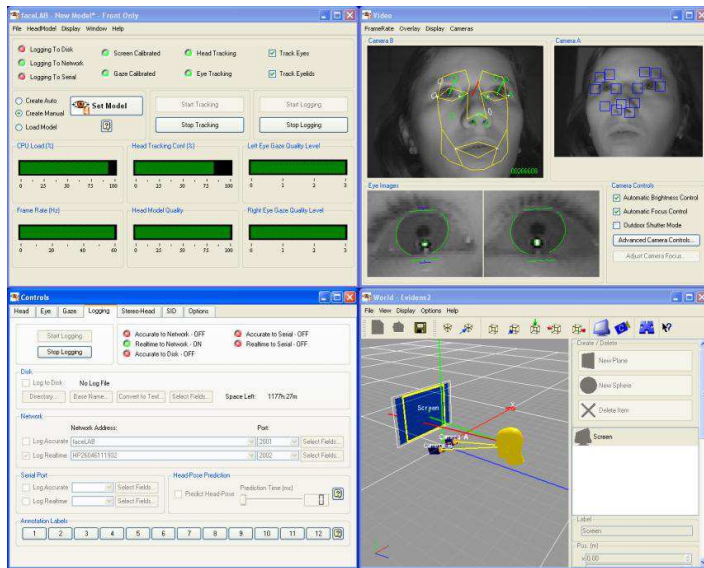 faceLAB - New Model* - Front Only
File HeadModel Display Window Help
Logging To Disk
Logging To Network
Logging To Serial
Screen Calibrated
Gaze Calibrated
Head Tracking
Eye Tracking
Track Eyes
Track Eyelids
Create Auto
Create Manual
Load Model
Set Model
Start Tracking
Stop Tracking
Start Logging
Stop Logging
CPU Load (%)
0 25 50 75 100
Head Tracking Conf (%)
0 25 50 75 100
Left Eye Gaze Quality Level
0 1 2 3
Frame Rate (Hz)
0 20 40 60
Head Model Quality
Right Eye Gaze Quality Level
0 1 2 3
Video
FrameRate Overlay Display Cameras
Camera B
Camera A
Eye Images
Camera Controls
Automatic Brightness Control
Automatic Focus Control
Outdoor Shutter Mode
Advanced Camera Controls...
Adjust Camera Focus...
Controls
Head Eye Gaze Logging Stereo-Head SID Options
Start Logging
Stop Logging
Accurate to Network - OFF
Realtime to Network - ON
Accurate to Disk - OFF
Accurate to Serial - OFF
Realtime to Serial - OFF
Disk
Log to Disk No Log File
Directory... Base Name... Convert to Text... Select Fields... Space Left: 1177h:27m
Network
Network Address: Port:
Log Accurate faceLAB 2001 Select Fields...
Log Realtime HP26046111932 2002 Select Fields...
Serial Port
Log Accurate Select Fields...
Log Realtime Select Fields...
Head-Pose Prediction
Predict Head-Pose
Prediction Time (ms)
0
Annotation Labels
1 2 3 4 5 6 7 8 9 10 11 12
World - Evidens2
File View Display Options Help
Screen
Camera A
Create / Delete
New Plane
New Sphere
Delete Item
Screen
Label
Screen
Pos. (m)
x 0.00